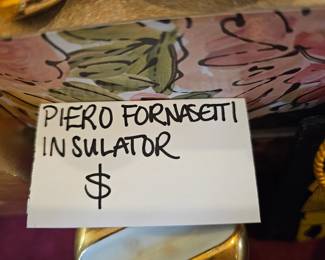 PIERO FORNASETTI
INSULATOR
$